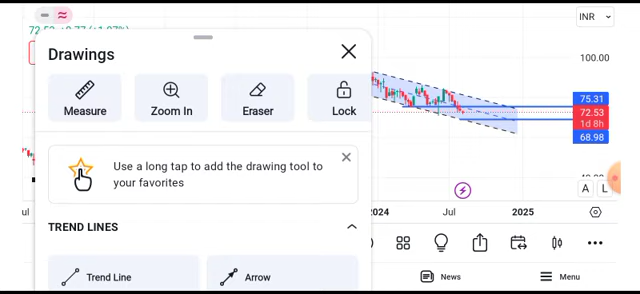 INR
Drawings
100.00
Measure
Zoom In
Eraser
Lock
75.31
72.53
1d 8h
68.98
Use a long tap to add the drawing tool to
your favorites
A
L
TREND LINES
2024
Jul
2025
Trend Line
Arrow
News
Menu